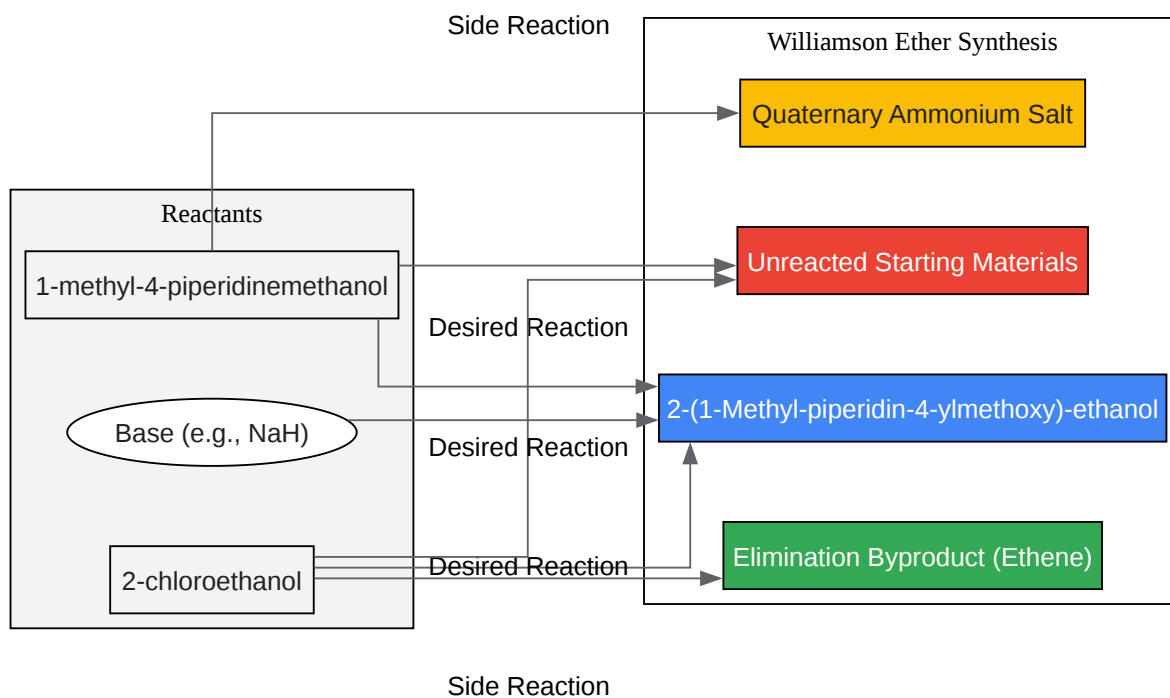 Side Reaction
Williamson Ether Synthesis
Quaternary Ammonium Salt
Reactants
1-methyl-4-piperidinemethanol
Unreacted Starting Materials
Desired Reaction
2-(1-Methyl-piperidin-4-ylmethoxy)-ethanol
Base (e.g., NaH)
Desired Reaction
2-chloroethanol
Desired Reaction
Elimination Byproduct (Ethene)
Side Reaction